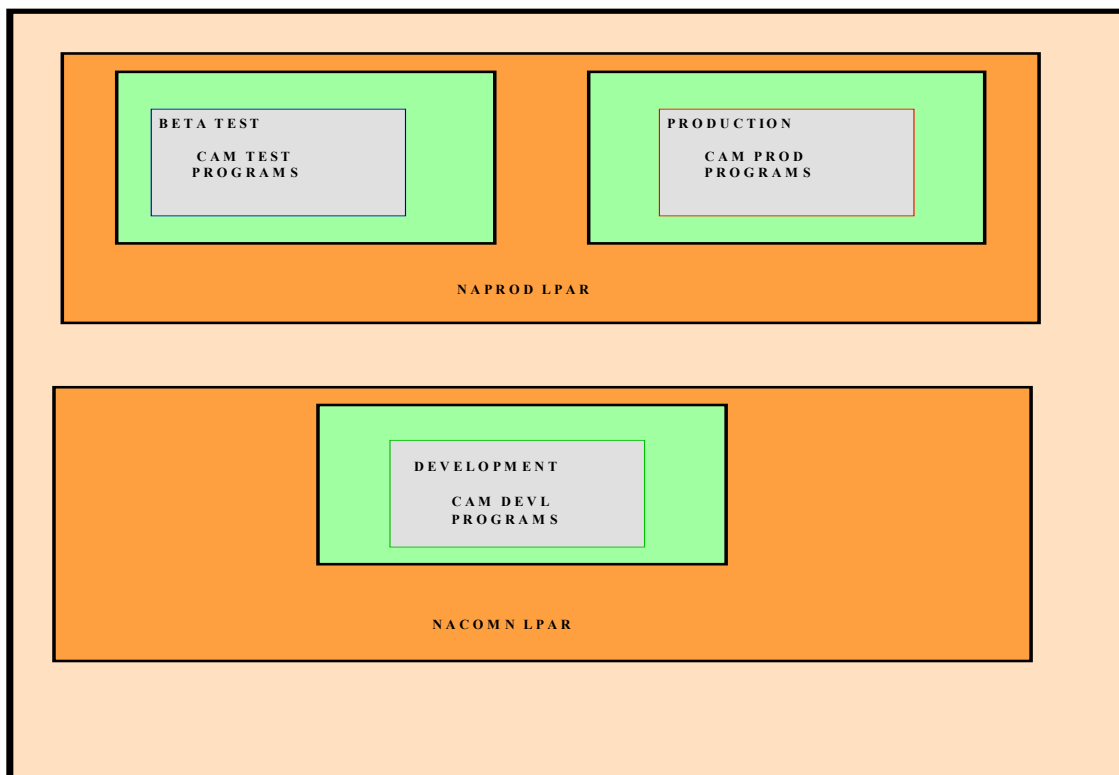 BETA TEST
CAM TEST
PROGRAMS
PRODUCTION
CAM PROD
PROGRAMS
NAPROD LPAR
DEVELOPMENT
CAM DEVL
PROGRAMS
NACOMN LPAR